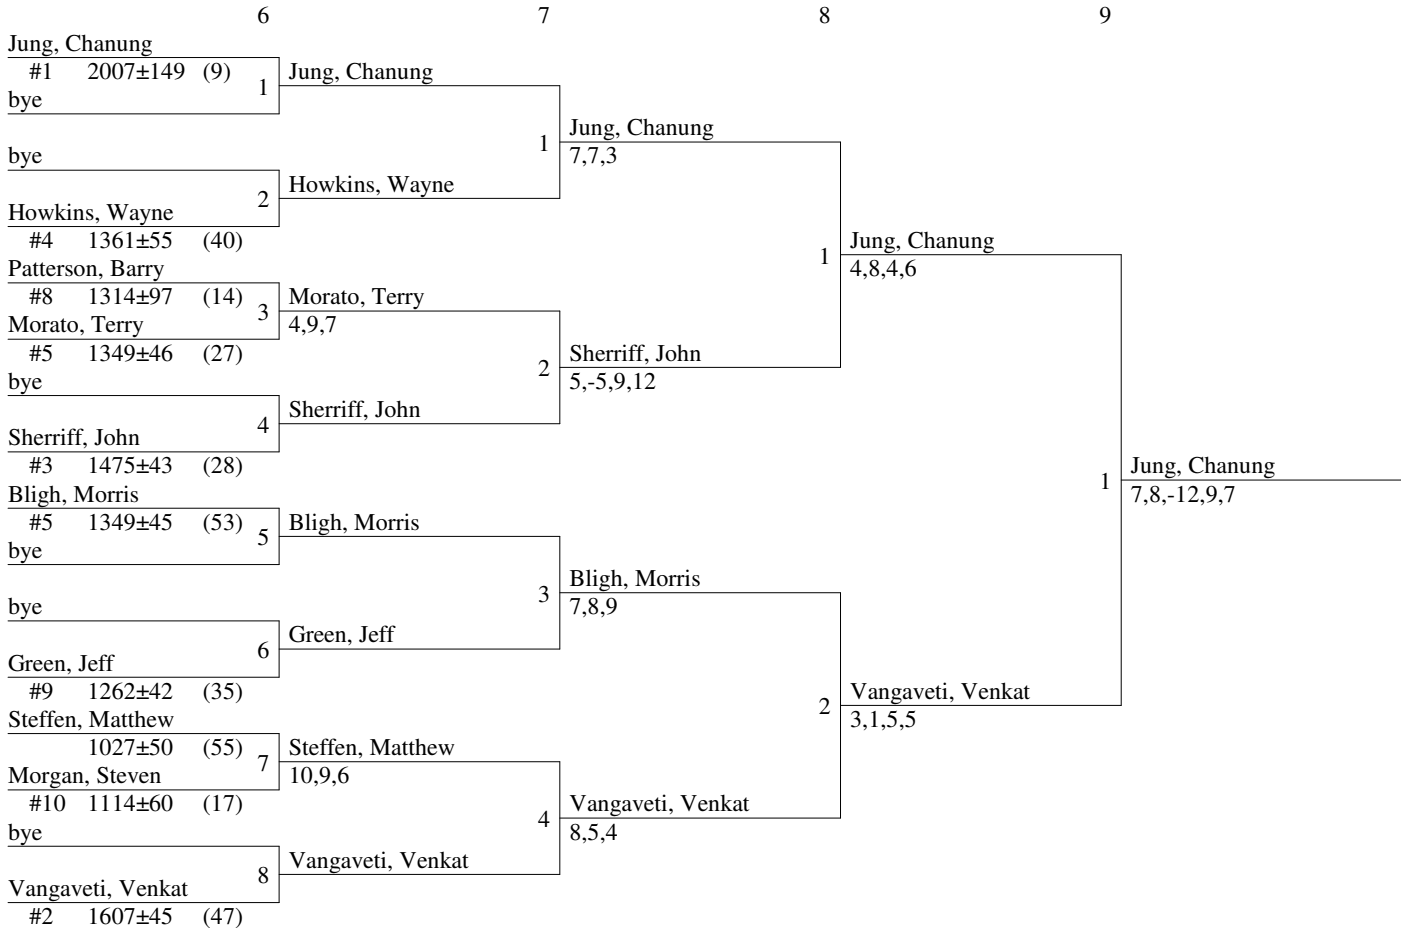 6 7 8 9
Jung, Chanung
#1 2007±149 (9)
1 Jung, Chanung
bye
Jung, Chanung
1
7,7,3
bye
2 Howkins, Wayne
Howkins, Wayne
#4 1361±55 (40)
Jung, Chanung
1
4,8,4,6
Patterson, Barry
#8 1314±97 (14)
3 Morato, Terry
4,9,7
Morato, Terry
#5 1349±46 (27)
Sherriff, John
2
5,-5,9,12
bye
4 Sherriff, John
Sherriff, John
#3 1475±43 (28)
Jung, Chanung
1
7,8,-12,9,7
Bligh, Morris
#5 1349±45 (53)
5 Bligh, Morris
bye
Bligh, Morris
3
7,8,9
bye
6 Green, Jeff
Green, Jeff
#9 1262±42 (35)
Vangaveti, Venkat
2
3,1,5,5
Steffen, Matthew
1027±50 (55)
7 Steffen, Matthew
10,9,6
Morgan, Steven
#10 1114±60 (17)
Vangaveti, Venkat
4
8,5,4
bye
8 Vangaveti, Venkat
Vangaveti, Venkat
#2 1607±45 (47)